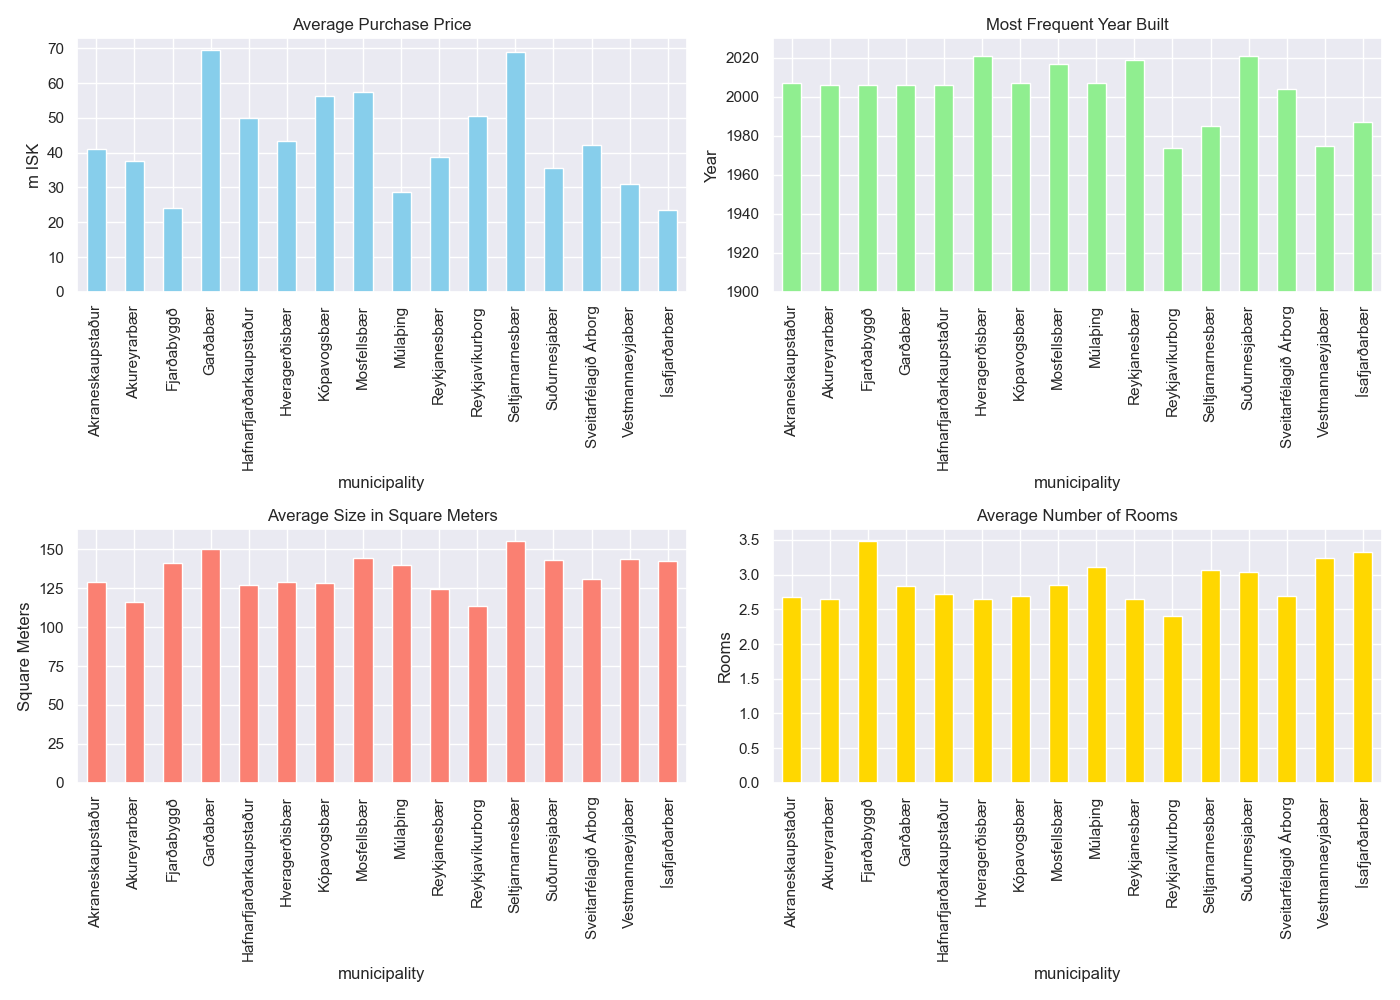 Average Purchase Price
m ISK
70
60
50
40
30
20
10
0
Akraneskaupstaður
Akureyrarbær
Fjarðabyggð
Garðabær
Hafnarfjarðarkaupstaður
Hveragerðisbær
Kópavogsbær
Mosfellsbær
Múlaþing
Reykjanesbær
Reykjavíkurborg
Seltjarnarnesbær
Suðurnesjabær
Sveitarfélagið Árborg
Vestmannaeyjabær
Ísafjarðarbær
municipality
Most Frequent Year Built
Year
2020
2000
1980
1960
1940
1920
1900
Akraneskaupstaður
Akureyrarbær
Fjarðabyggð
Garðabær
Hafnarfjarðarkaupstaður
Hveragerðisbær
Kópavogsbær
Mosfellsbær
Múlaþing
Reykjanesbær
Reykjavíkurborg
Seltjarnarnesbær
Suðurnesjabær
Sveitarfélagið Árborg
Vestmannaeyjabær
Ísafjarðarbær
municipality
Average Size in Square Meters
Square Meters
150
125
100
75
50
25
0
Akraneskaupstaður
Akureyrarbær
Fjarðabyggð
Garðabær
Hafnarfjarðarkaupstaður
Hveragerðisbær
Kópavogsbær
Mosfellsbær
Múlaþing
Reykjanesbær
Reykjavíkurborg
Seltjarnarnesbær
Suðurnesjabær
Sveitarfélagið Árborg
Vestmannaeyjabær
Ísafjarðarbær
municipality
Average Number of Rooms
Rooms
3.5
3.0
2.5
2.0
1.5
1.0
0.5
0.0
Akraneskaupstaður
Akureyrarbær
Fjarðabyggð
Garðabær
Hafnarfjarðarkaupstaður
Hveragerðisbær
Kópavogsbær
Mosfellsbær
Múlaþing
Reykjanesbær
Reykjavíkurborg
Seltjarnarnesbær
Suðurnesjabær
Sveitarfélagið Árborg
Vestmannaeyjabær
Ísafjarðarbær
municipality